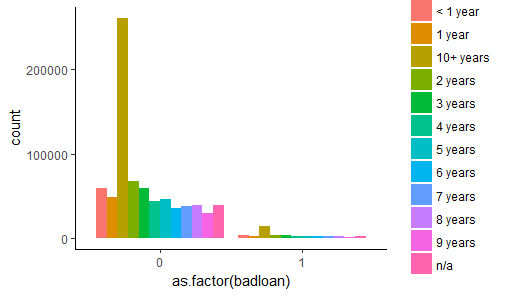 < 1 year
1 year
10+ years
2 years
3 years
4 years
5 years
6 years
7 years
8 years
9 years
n/a
count
200000
100000
0
0
1
as.factor(badloan)